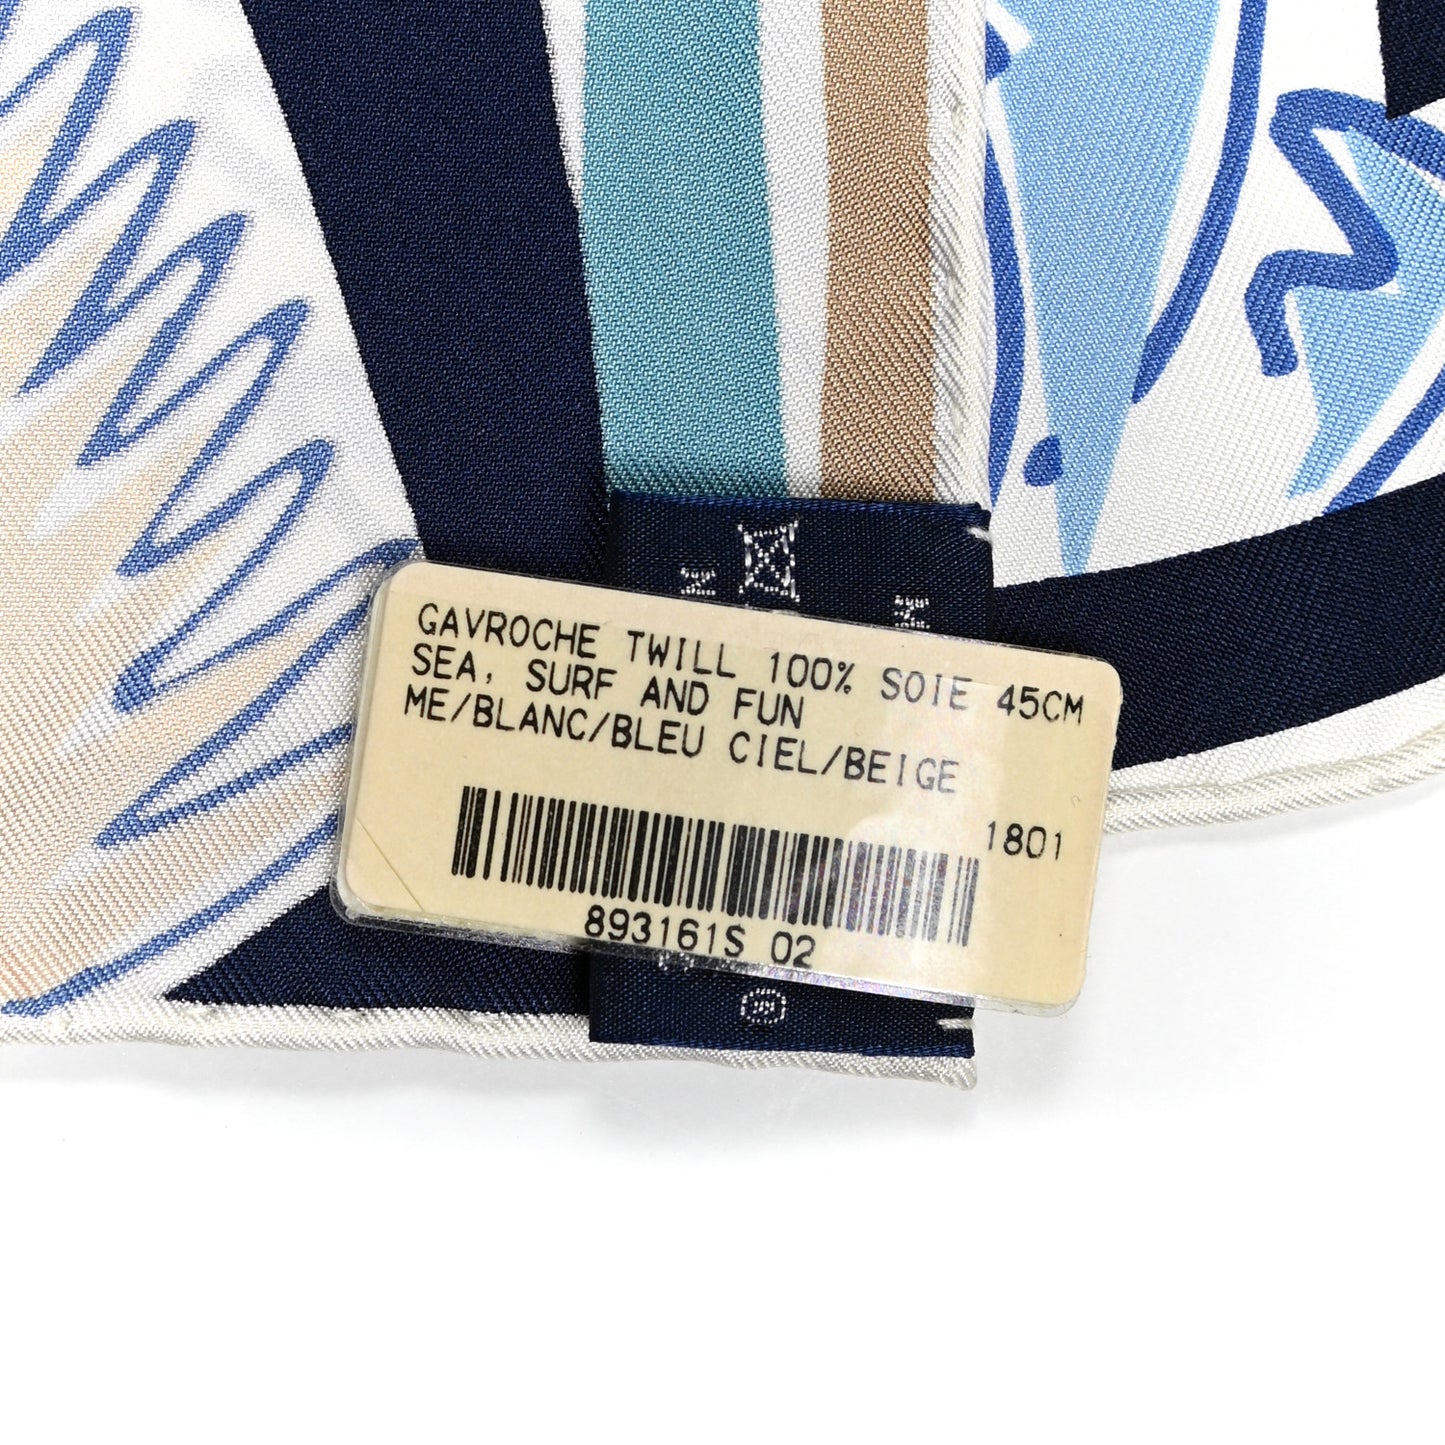 GAVROCHE TWILL 100% SOIE 45CM
SEA, SURF AND FUN
ME/BLANC/BLEU CIEL/BEIGE
1801
893161S 02